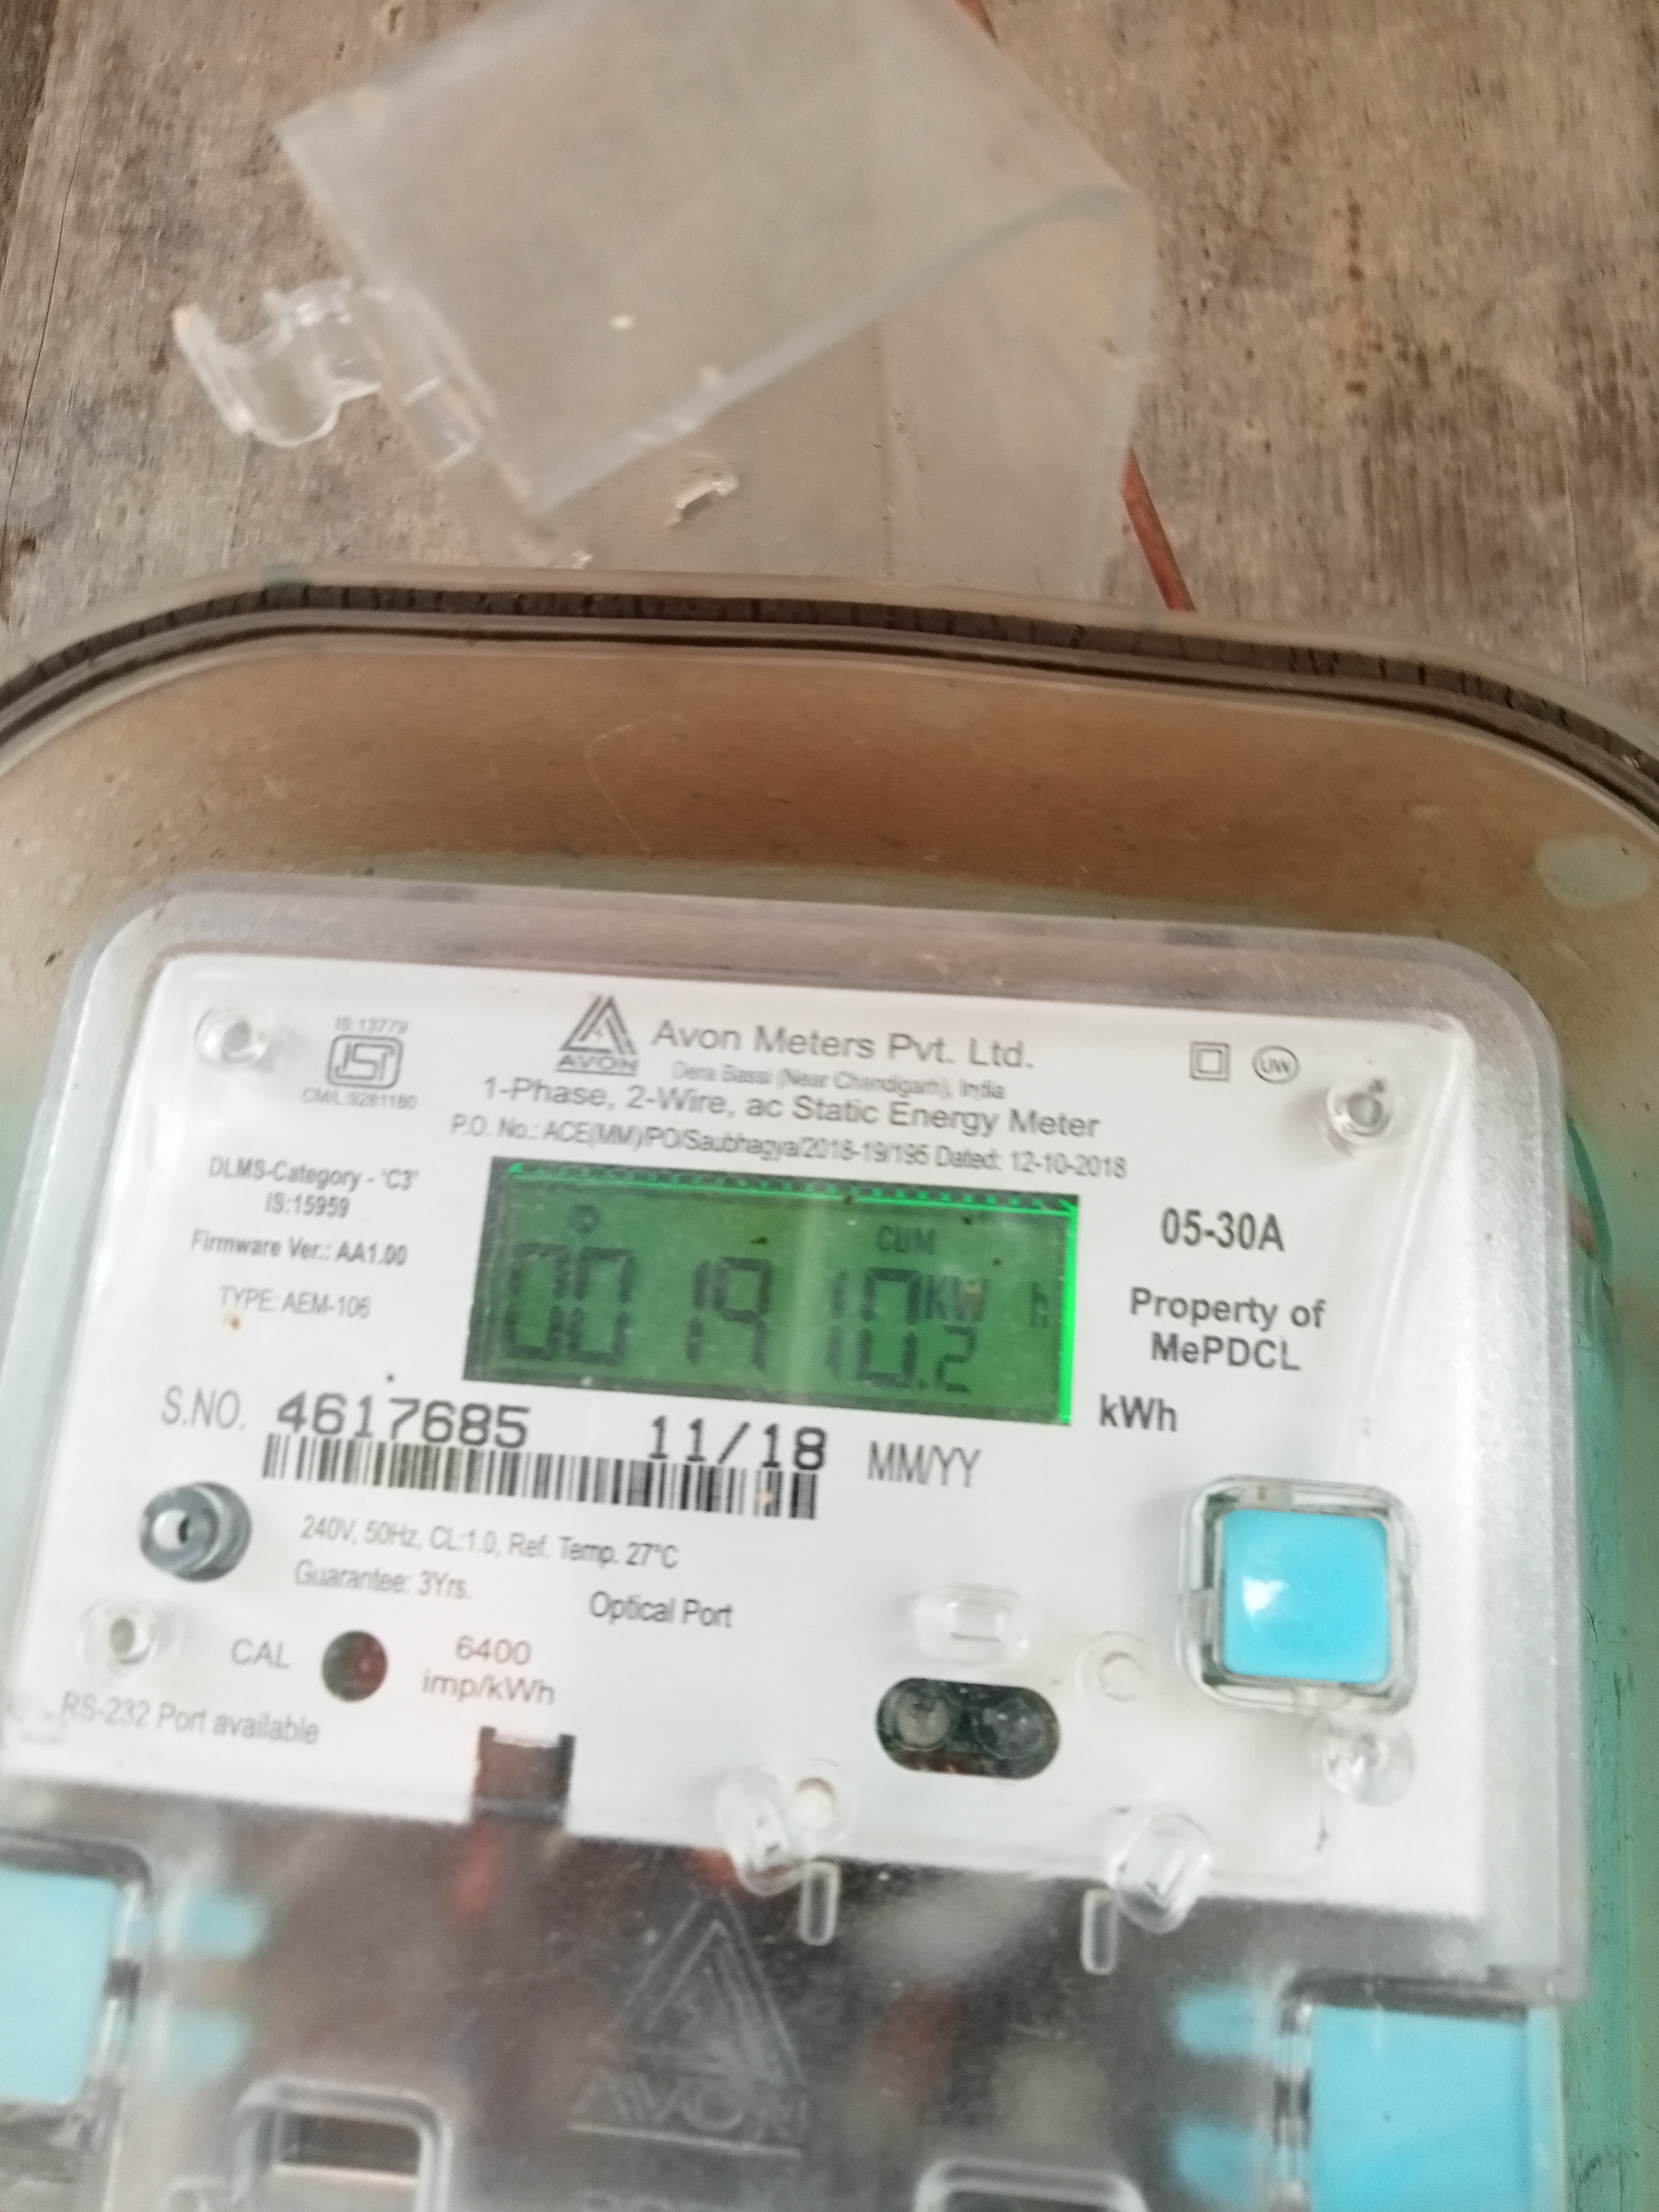 IS:13779
ISI
CM/L:9281180
AVON
Avon Meters Pvt. Ltd.
Dera Bassi (Near Chandigarh), India
1-Phase, 2-Wire, ac Static Energy Meter
P.O. No.: ACE(MM)/PO/Saubhagya/2018-19/195 Dated: 12-10-2018
DLMS-Category - 'C3'
IS:15959
Firmware Ver.: AA1.00
TYPE: AEM-106
CUM
001910.2 kW h
05-30A
Property of
MePDCL
kWh
S.NO. 4617685 11/18 MM/YY
240V, 50Hz, CL:1.0, Ref. Temp. 27°C
Guarantee: 3Yrs.
Optical Port
CAL
6400
imp/kWh
RS-232 Port available
AVON